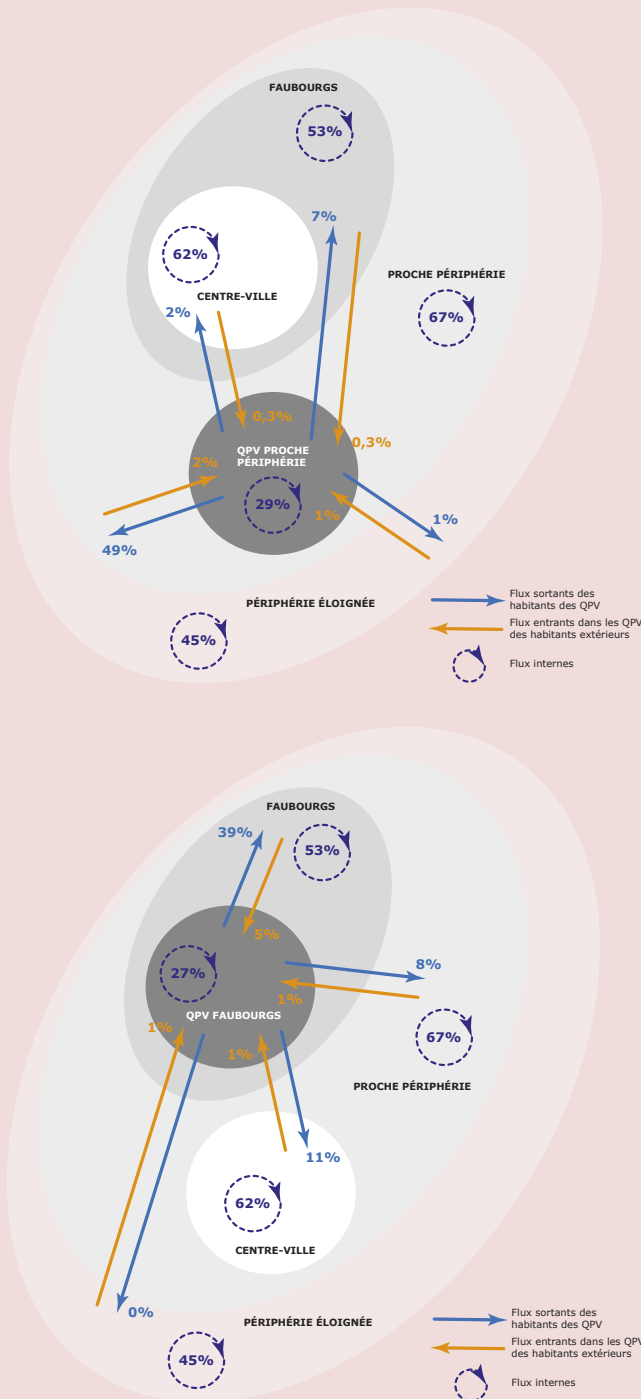 FAUBOURGS
53%
7%
62%
PROCHE PÉRIPHÉRIE
CENTRE-VILLE
2%
67%
0,3%
QPV PROCHE
PÉRIPHÉRIE
0,3%
2%
29%
1%
1%
49%
PÉRIPHÉRIE ÉLOIGNÉE
45%
Flux sortants des
habitants des QPV
Flux entrants dans les QPV
des habitants extérieurs
Flux internes
FAUBOURGS
39%
53%
5%
8%
27%
1%
QPV FAUBOURGS
1%
67%
1%
PROCHE PÉRIPHÉRIE
11%
62%
CENTRE-VILLE
0%
PÉRIPHÉRIE ÉLOIGNÉE
45%
Flux sortants des
habitants des QPV
Flux entrants dans les QPV
des habitants extérieurs
Flux internes